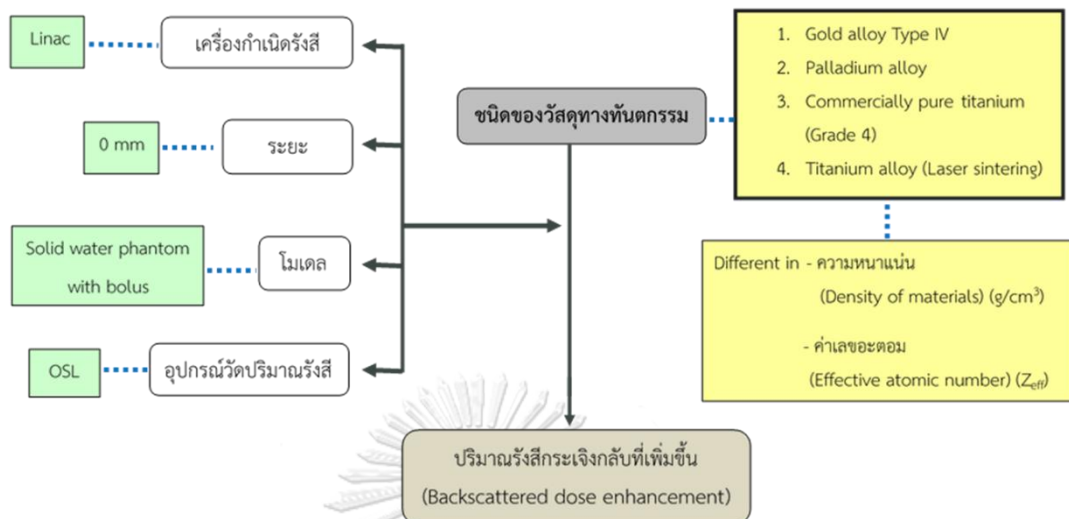 Linac
เครื่องกำเนิดรังสี
0 mm
ระยะ
Solid water phantom
with bolus
โมเดล
OSL
อุปกรณ์วัดปริมาณรังสี
ชนิดของวัสดุทางทันตกรรม
1. Gold alloy Type IV
2. Palladium alloy
3. Commercially pure titanium
(Grade 4)
4. Titanium alloy (Laser sintering)
Different in - ความหนาแน่น
(Density of materials) (g/cm³)
- ค่าเลขอะตอม
(Effective atomic number) (Zeff)
ปริมาณรังสีกระเจิงกลับที่เพิ่มขึ้น
(Backscattered dose enhancement)